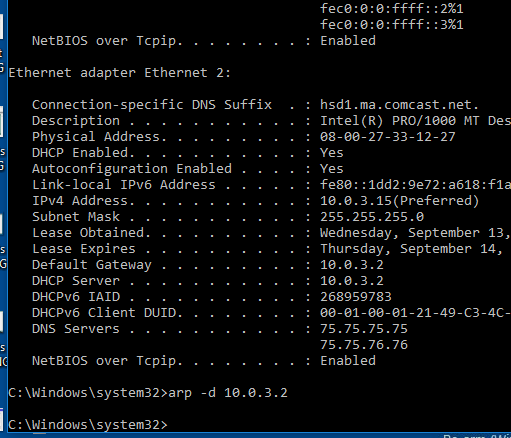 fec0:0:0:ffff::2%1
fec0:0:0:ffff::3%1
NetBIOS over Tcpip. . . . . . . . : Enabled
Ethernet adapter Ethernet 2:
Connection-specific DNS Suffix . : hsd1.ma.comcast.net.
Description . . . . . . . . . . . : Intel(R) PRO/1000 MT Des
Physical Address. . . . . . . . . : 08-00-27-33-12-27
DHCP Enabled. . . . . . . . . . . : Yes
Autoconfiguration Enabled . . . . : Yes
Link-local IPv6 Address . . . . . : fe80::1dd2:9e72:a618:f1a
IPv4 Address. . . . . . . . . . . : 10.0.3.15(Preferred)
Subnet Mask . . . . . . . . . . . : 255.255.255.0
Lease Obtained. . . . . . . . . . : Wednesday, September 13,
Lease Expires . . . . . . . . . . : Thursday, September 14,
Default Gateway . . . . . . . . . : 10.0.3.2
DHCP Server . . . . . . . . . . . : 10.0.3.2
DHCPv6 IAID . . . . . . . . . . . : 268959783
DHCPv6 Client DUID. . . . . . . . : 00-01-00-01-21-49-C3-4C-
DNS Servers . . . . . . . . . . . : 75.75.75.75
75.75.76.76
NetBIOS over Tcpip. . . . . . . . : Enabled
C:\Windows\system32>arp -d 10.0.3.2
C:\Windows\system32>